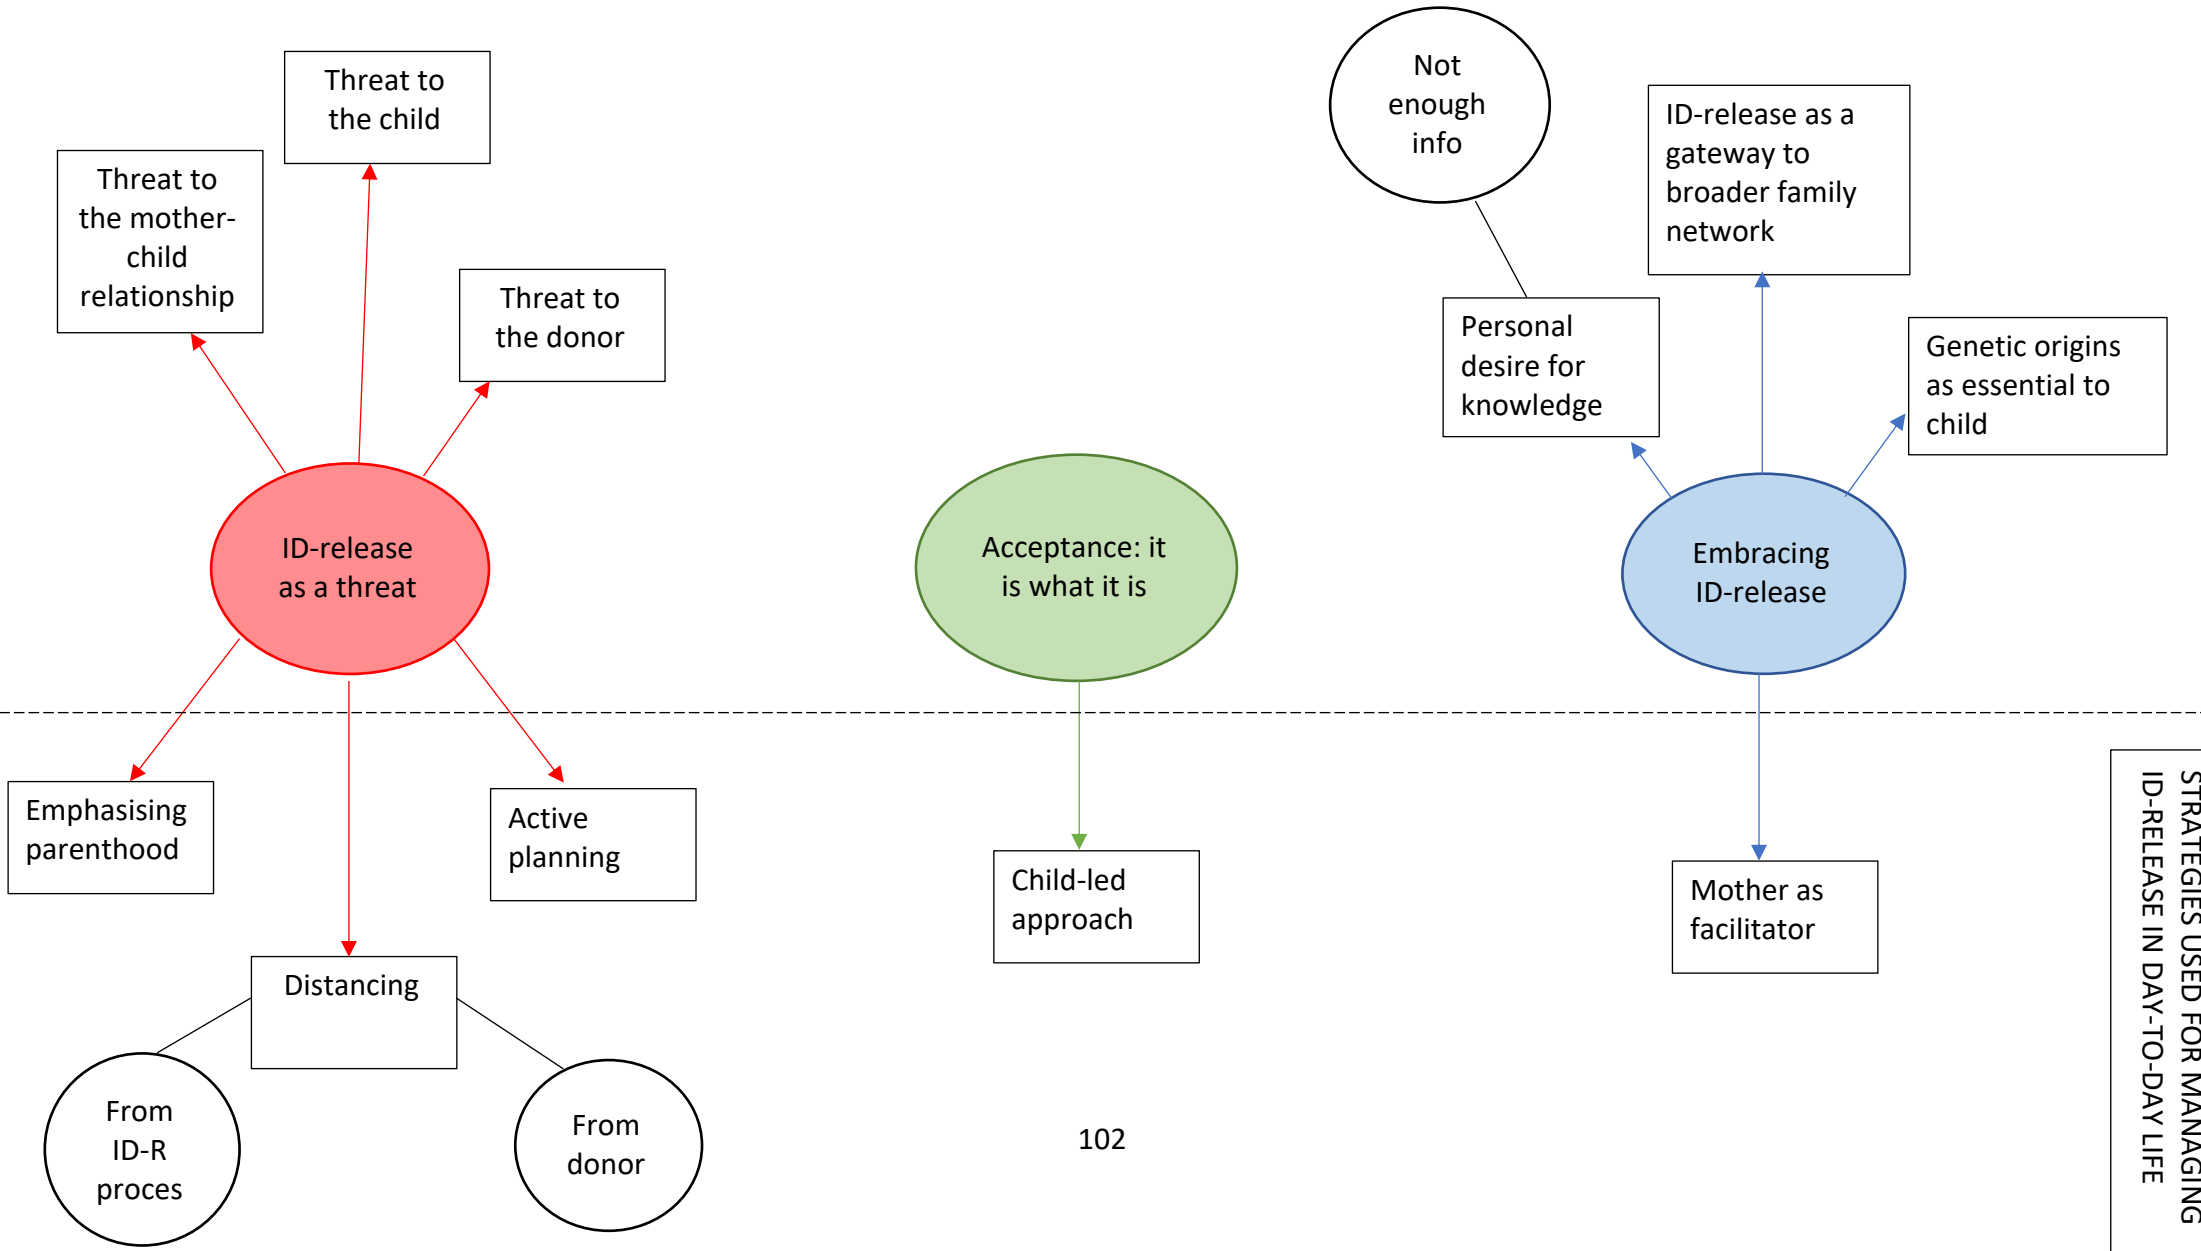 Threat to
the child
Not
enough
info
ID-release as a
gateway to
broader family
network
Threat to
the mother-
child
relationship
Threat to
the donor
Personal
desire for
knowledge
Genetic origins
as essential to
child
ID-release
as a threat
Acceptance: it
is what it is
Embracing
ID-release
Emphasising
parenthood
Active
planning
Child-led
approach
Mother as
facilitator
Distancing
From
ID-R
proces
From
donor
STRATEGIES USED FOR MANAGING
ID-RELEASE IN DAY-TO-DAY LIFE
102